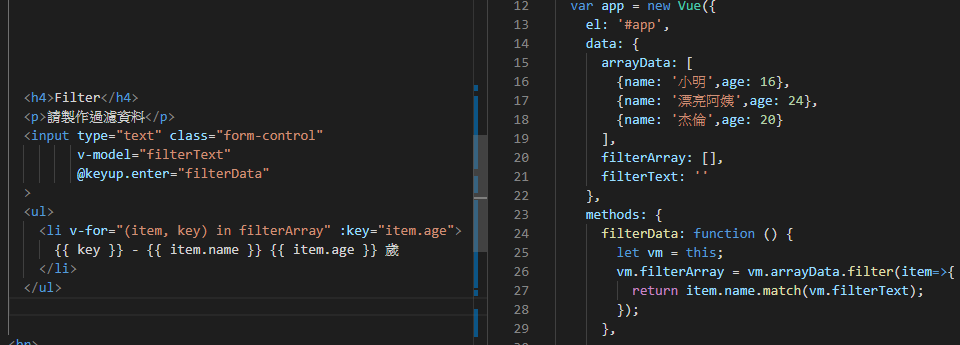 <h4>Filter</h4>
<p>請製作過濾資料</p>
<input type="text" class="form-control"
v-model="filterText"
@keyup.enter="filterData"
>
<ul>
<li v-for="(item, key) in filterArray" :key="item.age">
{{ key }} - {{ item.name }} {{ item.age }} 歲
</li>
</ul>
12 var app = new Vue({
13 el: '#app',
14 data: {
15 arrayData: [
16 {name: '小明',age: 16},
17 {name: '漂亮阿姨',age: 24},
18 {name: '杰倫',age: 20}
19 ],
20 filterArray: [],
21 filterText: ''
22 },
23 methods: {
24 filterData: function () {
25 let vm = this;
26 vm.filterArray = vm.arrayData.filter(item=>{
27 return item.name.match(vm.filterText);
28 });
29 },